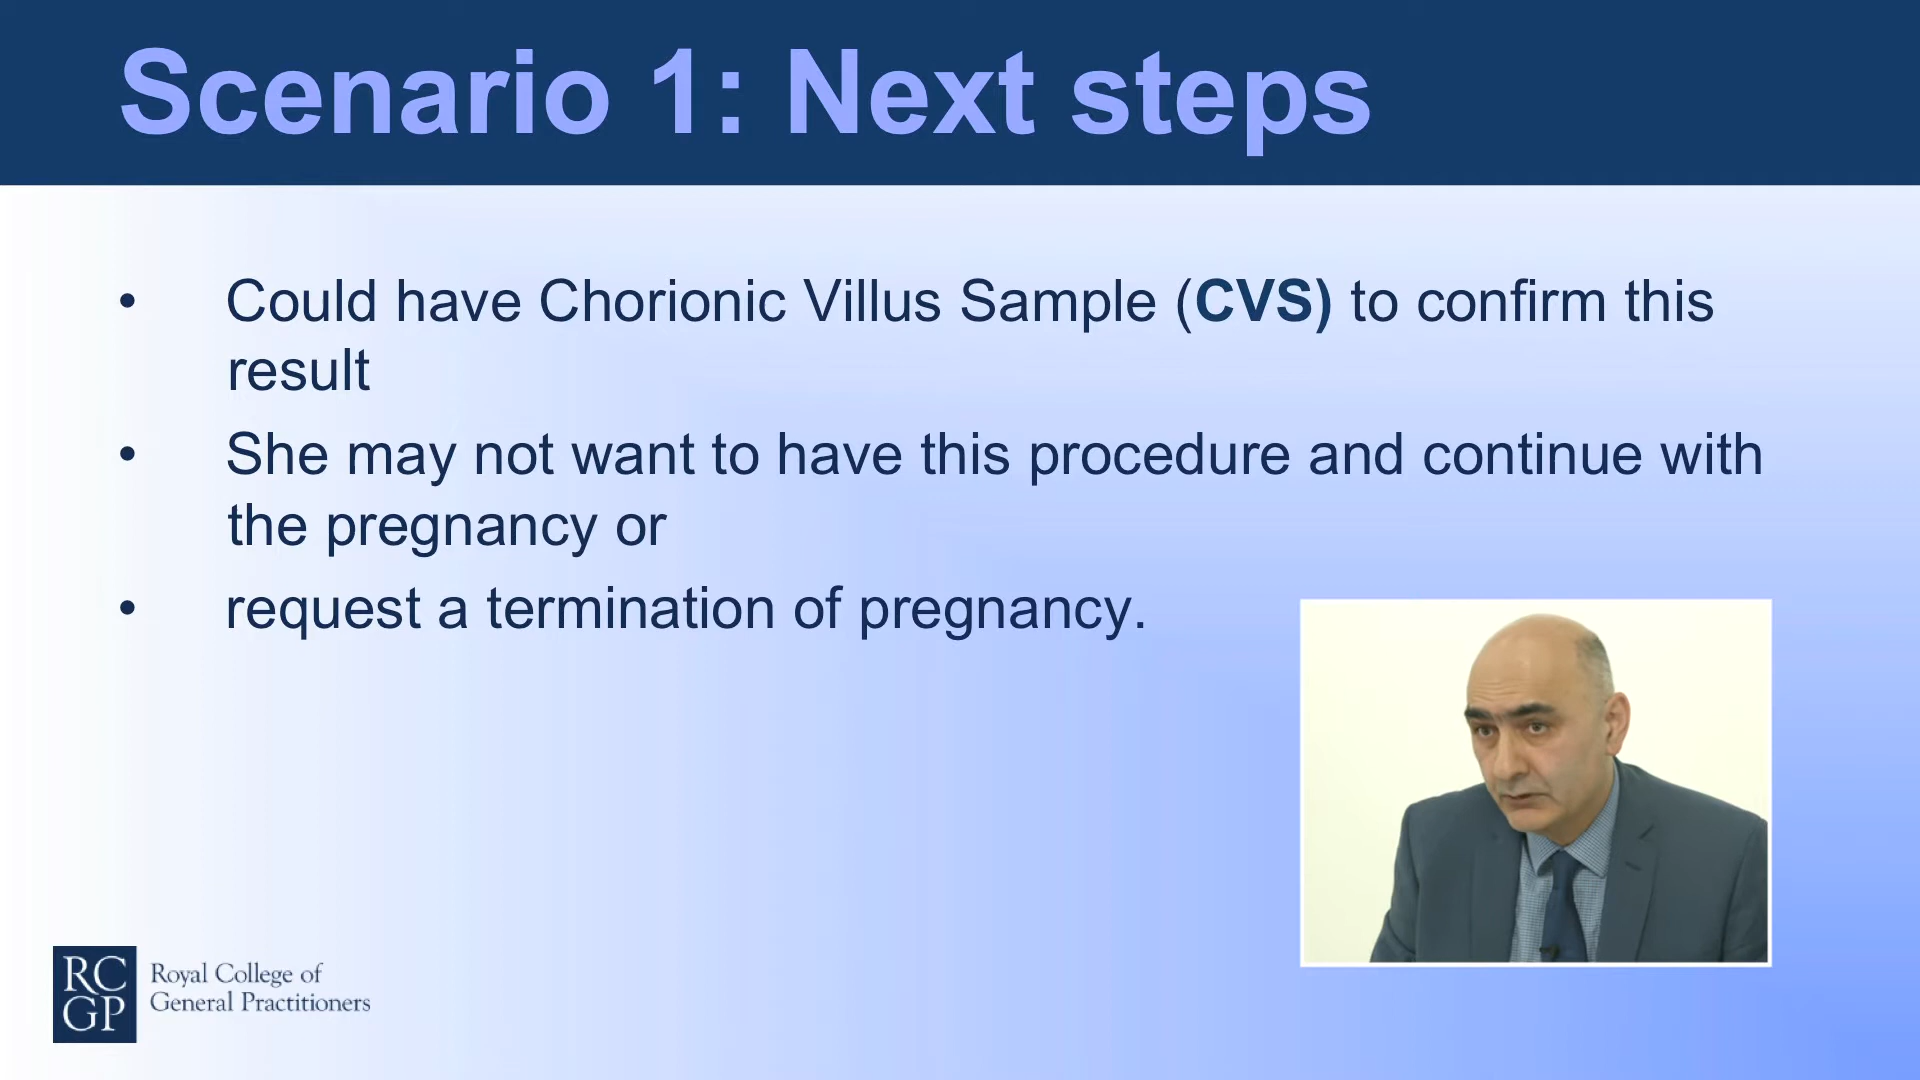 Scenario 1: Next steps
• Could have Chorionic Villus Sample (CVS) to confirm this
result
• She may not want to have this procedure and continue with
the pregnancy or
• request a termination of pregnancy.
RC
GP
Royal College of
General Practitioners